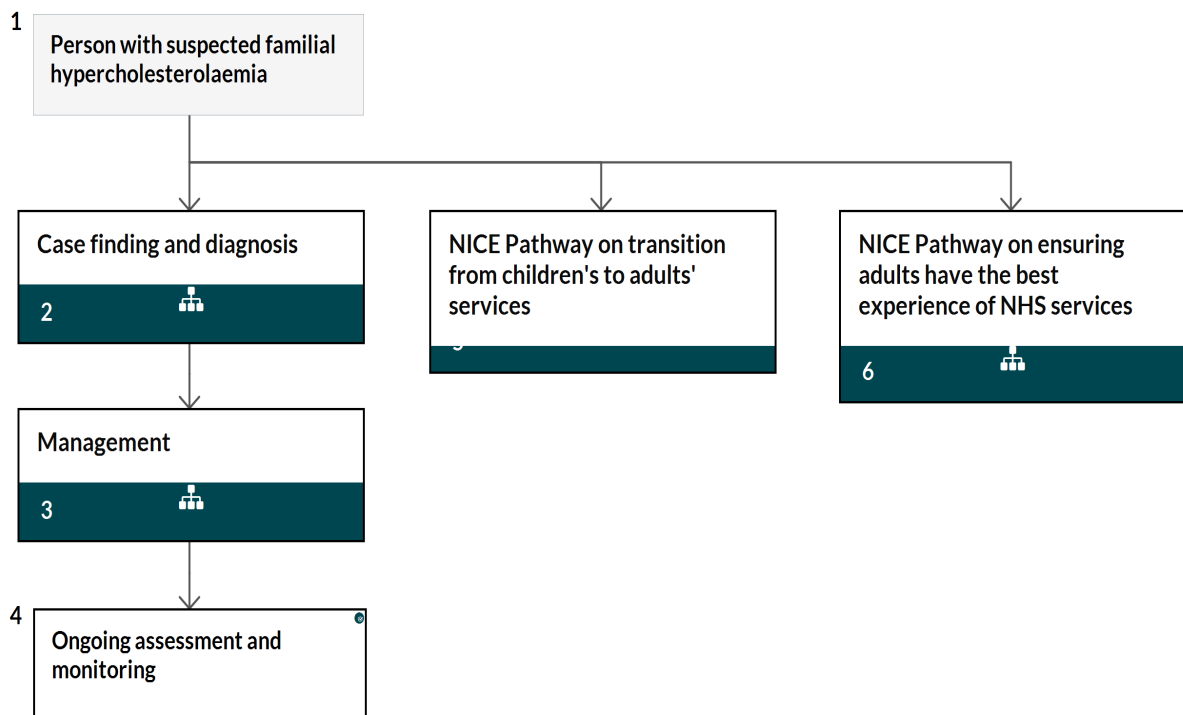 1
Person with suspected familial
hypercholesterolaemia
Case finding and diagnosis
2
NICE Pathway on transition
from children's to adults'
services
NICE Pathway on ensuring
adults have the best
experience of NHS services
6
Management
3
4
Ongoing assessment and
monitoring